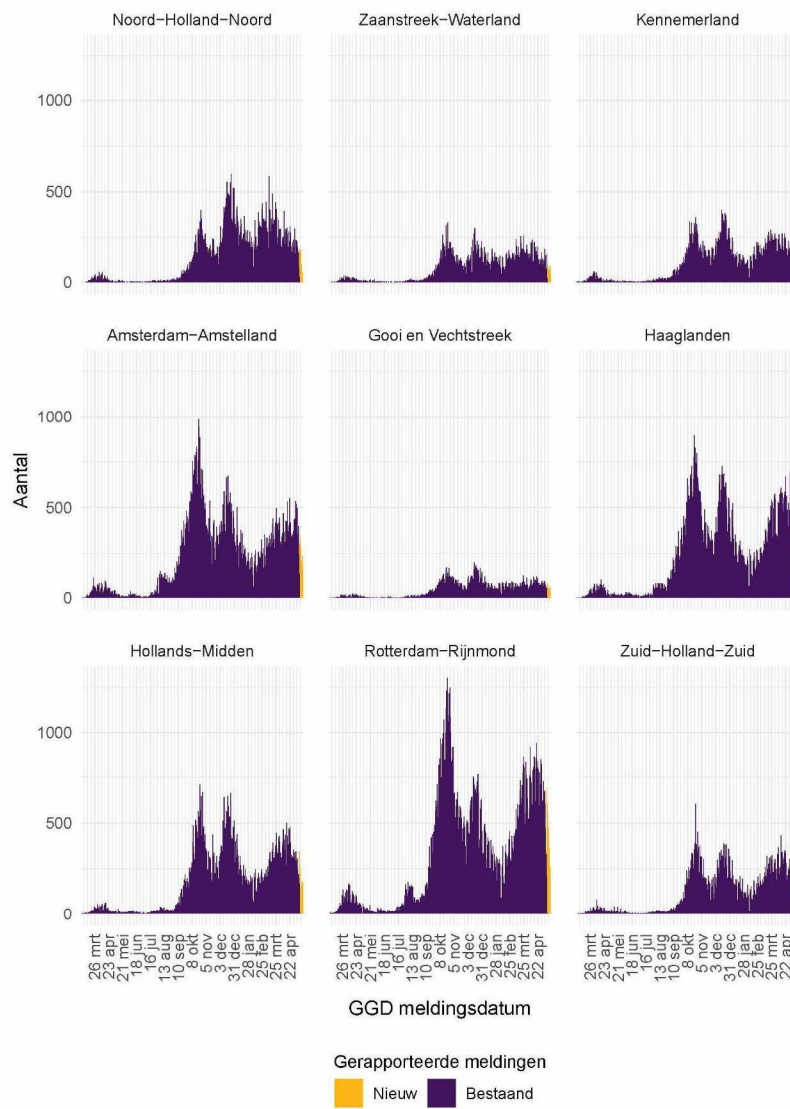 Noord-Holland-Noord
Zaanstreek-Waterland
Kennemerland
1000
500
0
Amsterdam-Amstelland
Gooi en Vechtstreek
Haaglanden
Aantal
1000
500
0
Hollands-Midden
Rotterdam-Rijnmond
Zuid-Holland-Zuid
1000
500
0
26 mrt
23 apr
21 mei
18 jun
16 jul
13 aug
10 sep
8 okt
5 nov
3 dec
31 dec
28 jan
25 feb
25 mrt
22 apr
26 mrt
23 apr
21 mei
18 jun
16 jul
13 aug
10 sep
8 okt
5 nov
3 dec
31 dec
28 jan
25 feb
25 mrt
22 apr
26 mrt
23 apr
21 mei
18 jun
16 jul
13 aug
10 sep
8 okt
5 nov
3 dec
31 dec
28 jan
25 feb
25 mrt
22 apr
GGD meldingsdatum
Gerapporteerde meldingen
Nieuw
Bestaand